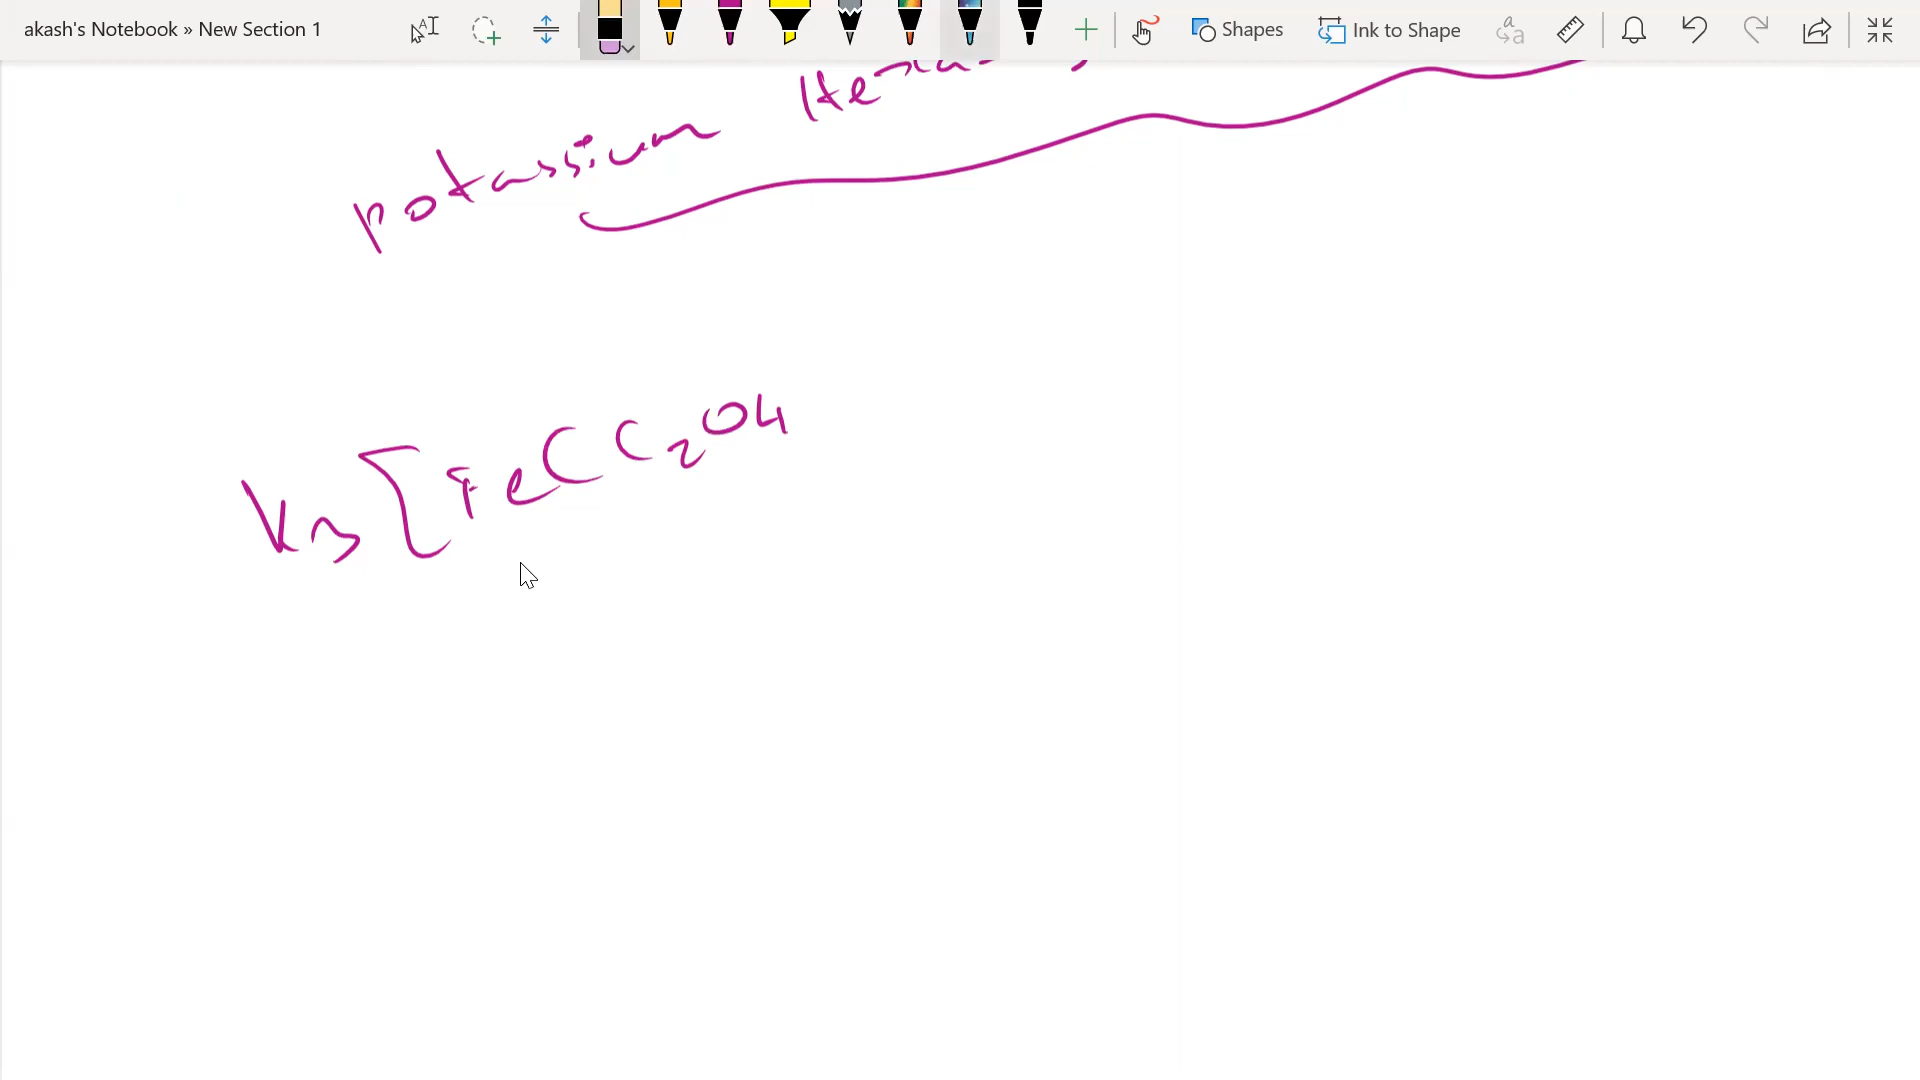 akash's Notebook » New Section 1
Shapes
Ink to Shape
potassium
K3[Fe(C2O4